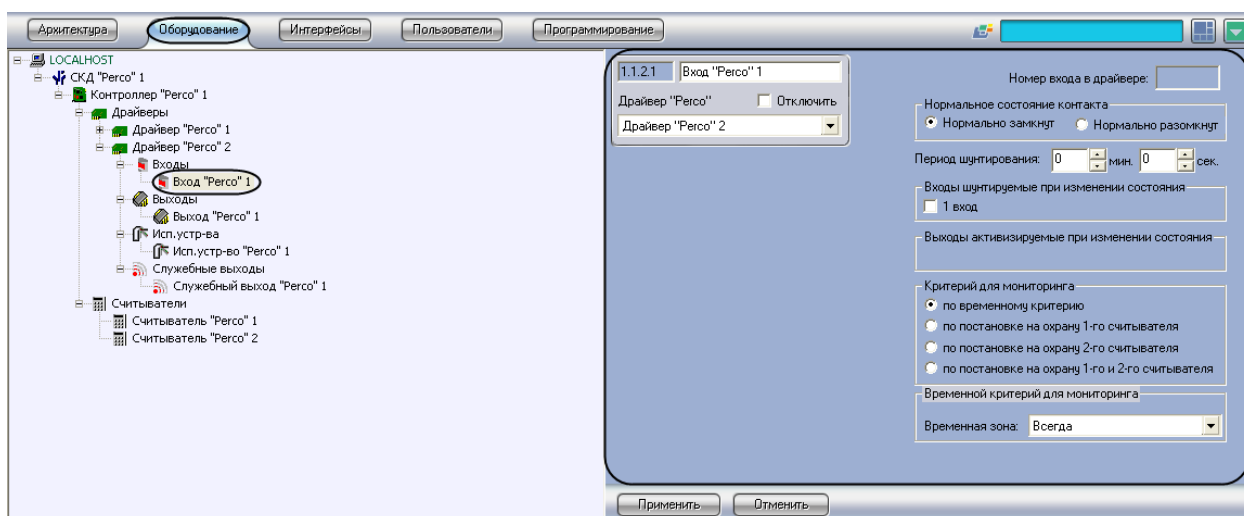 Архитектура Оборудование Интерфейсы Пользователи Программирование
LOCALHOST
СКД "Perco" 1
Контроллер "Perco" 1
Драйверы
Драйвер "Perco" 1
Драйвер "Perco" 2
Входы
Вход "Perco" 1
Выходы
Выход "Perco" 1
Исп.устр-ва
Исп.устр-во "Perco" 1
Служебные выходы
Служебный выход "Perco" 1
Считыватели
Считыватель "Perco" 1
Считыватель "Perco" 2
1.1.2.1 Вход "Perco" 1
Драйвер "Perco" Отключить
Драйвер "Perco" 2
Номер входа в драйвере:
Нормальное состояние контакта
Нормально замкнут Нормально разомкнут
Период шунтирования: 0 мин. 0 сек.
Входы шунтируемые при изменении состояния
1 вход
Выходы активизируемые при изменении состояния
Критерий для мониторинга
по временному критерию
по постановке на охрану 1-го считывателя
по постановке на охрану 2-го считывателя
по постановке на охрану 1-го и 2-го считывателя
Временной критерий для мониторинга
Временная зона: Всегда
Применить Отменить